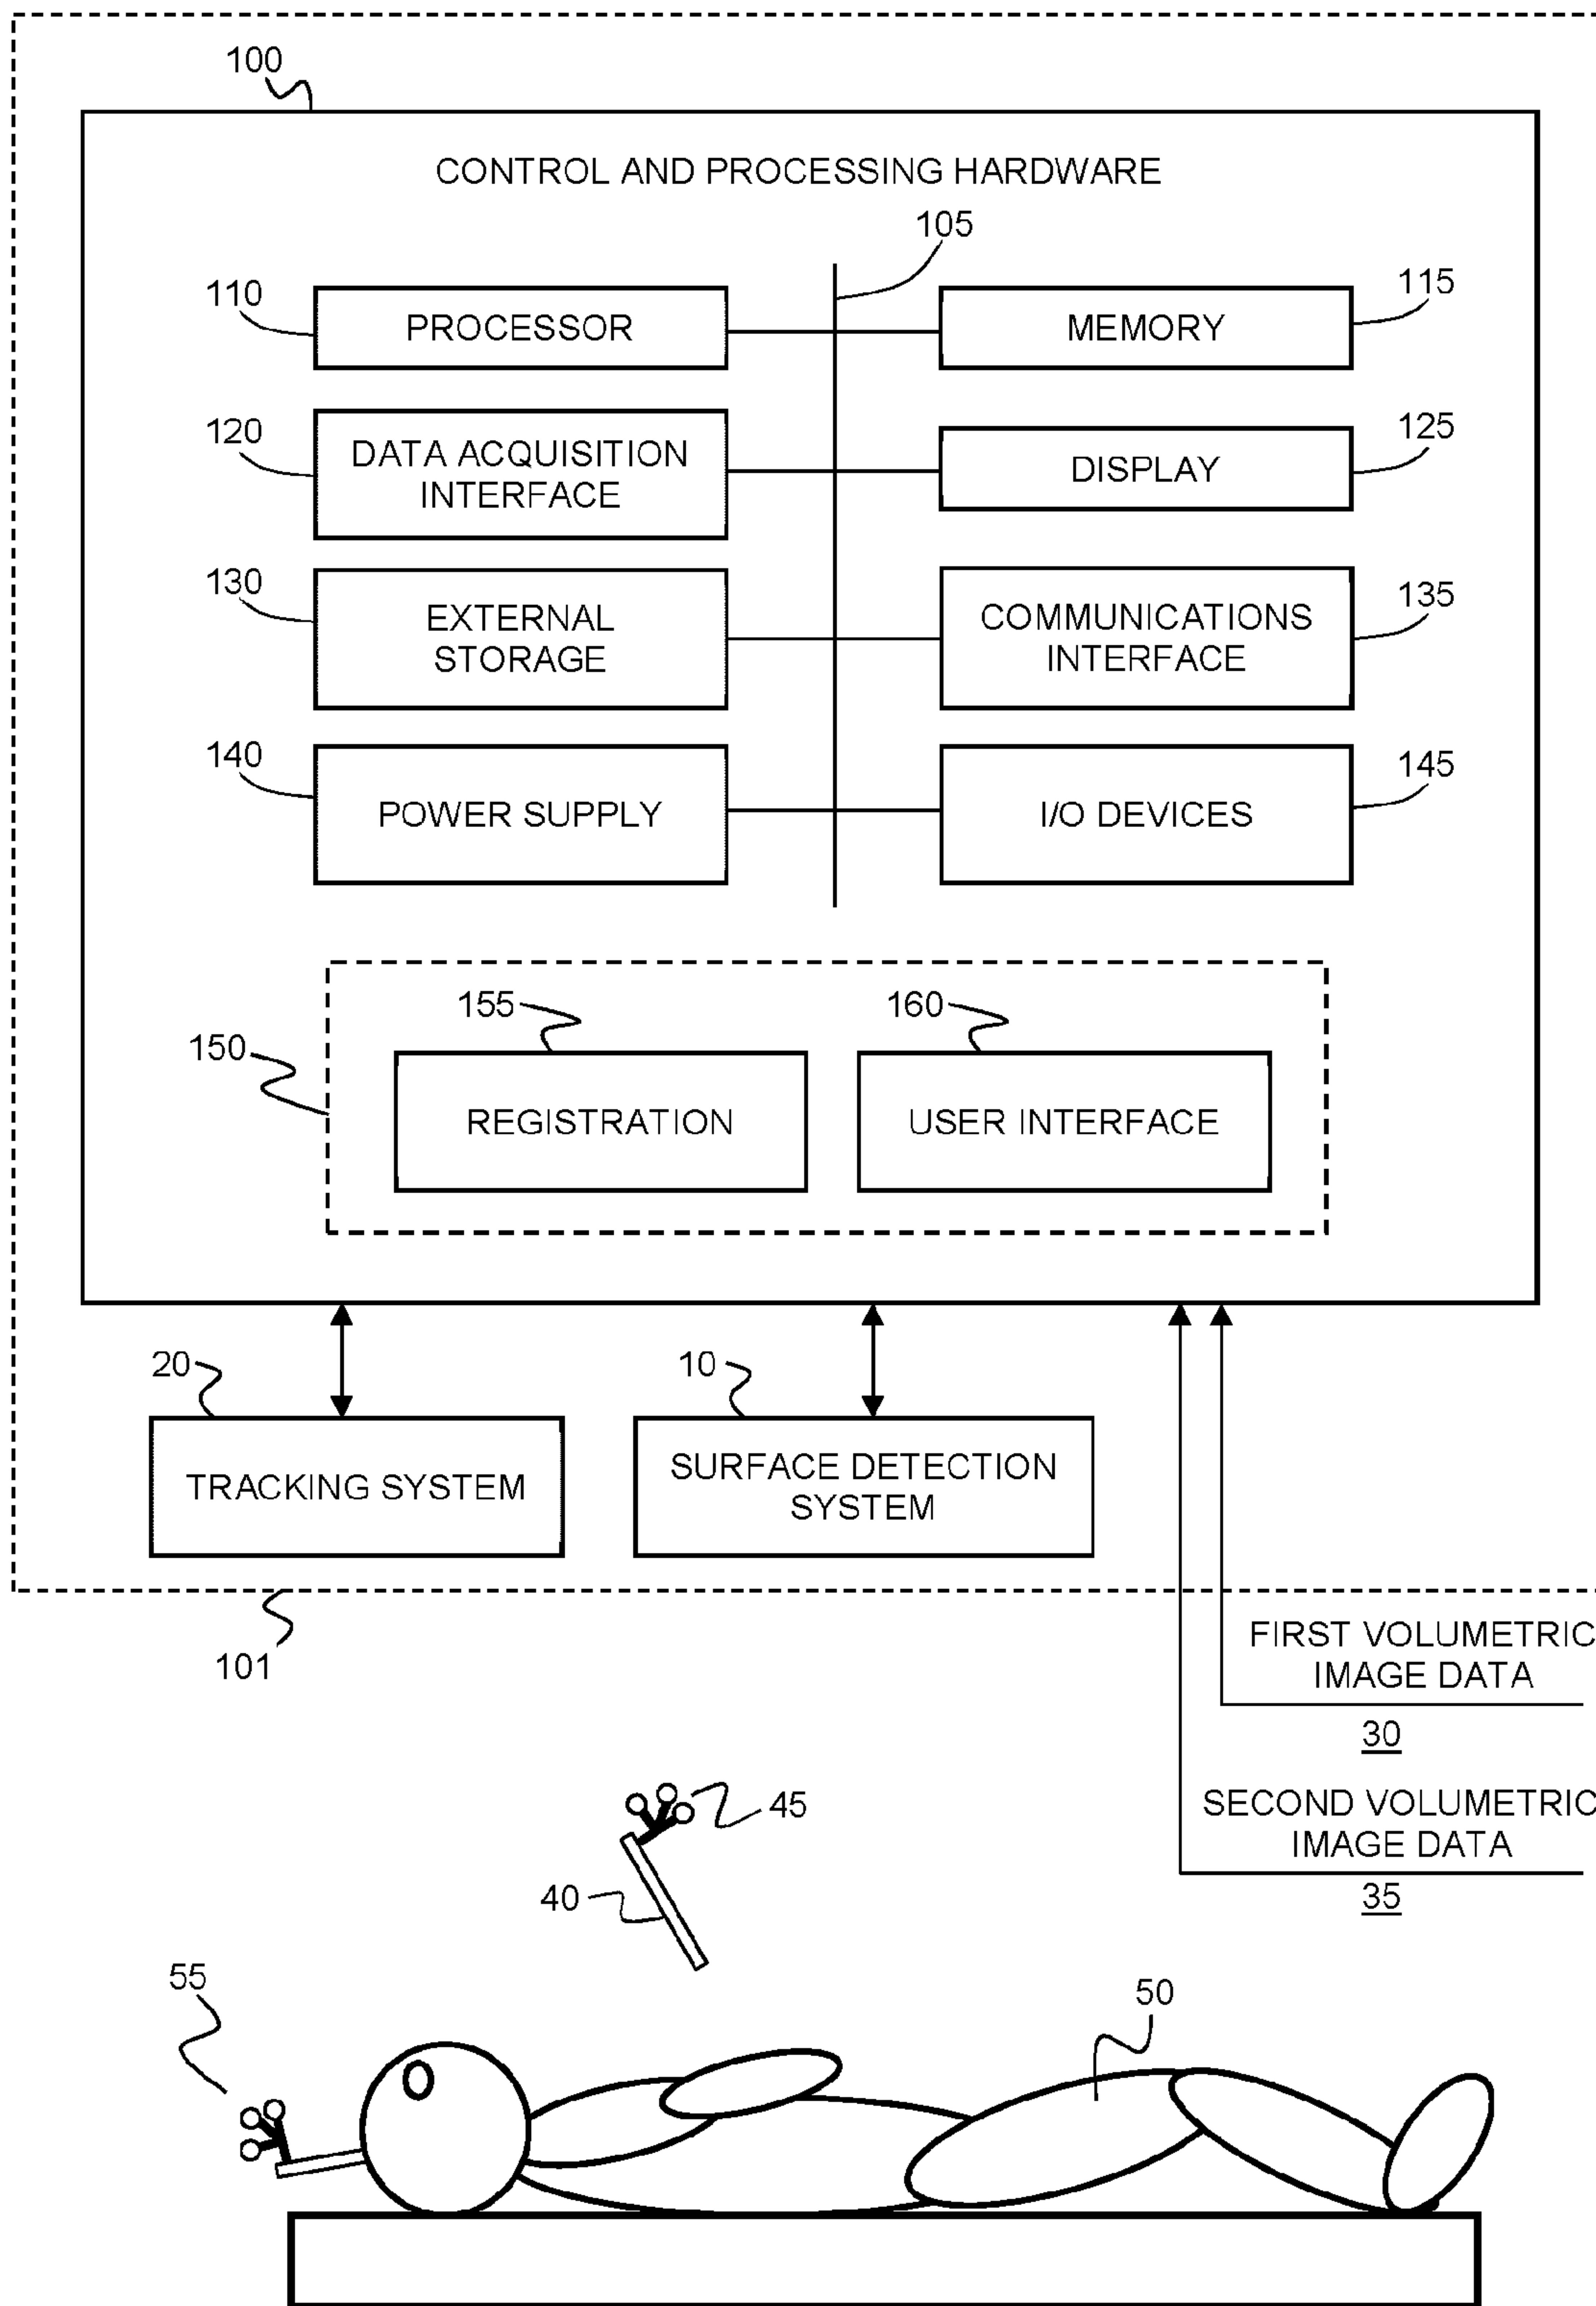 100
CONTROL AND PROCESSING HARDWARE
105
110
PROCESSOR
MEMORY
115
120
DATA ACQUISITION
INTERFACE
DISPLAY
125
130
EXTERNAL
STORAGE
COMMUNICATIONS
INTERFACE
135
140
POWER SUPPLY
I/O DEVICES
145
150
155
REGISTRATION
160
USER INTERFACE
20
TRACKING SYSTEM
10
SURFACE DETECTION
SYSTEM
101
FIRST VOLUMETRIC
IMAGE DATA
30
SECOND VOLUMETRIC
IMAGE DATA
35
45
40
55
50